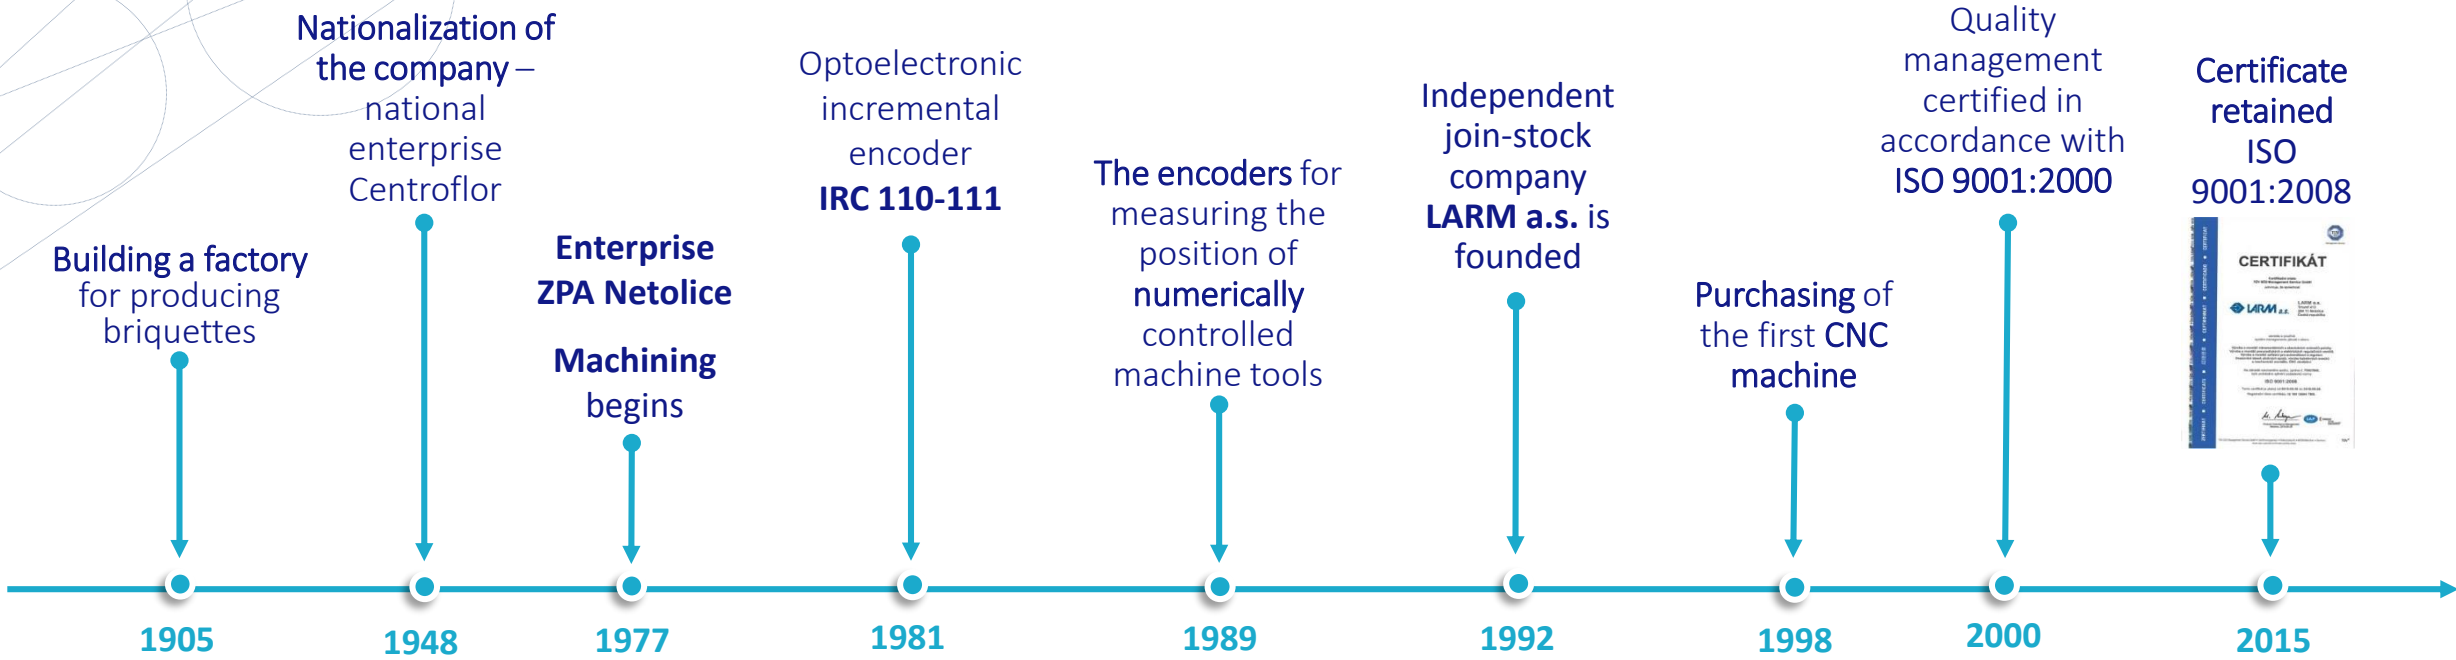 Building a factory
for producing
briquettes
Nationalization of
the company –
national
enterprise
Centroflor
Enterprise
ZPA Netolice
Machining
begins
Optoelectronic
incremental
encoder
IRC 110-111
The encoders for
measuring the
position of
numerically
controlled
machine tools
Independent
join-stock
company
LARM a.s. is
founded
Purchasing of
the first CNC
machine
Quality
management
certified in
accordance with
ISO 9001:2000
Certificate
retained
ISO
9001:2008
CERTIFIKÁT
LARM a.s.
ISO 9001:2008
1905
1948
1977
1981
1989
1992
1998
2000
2015